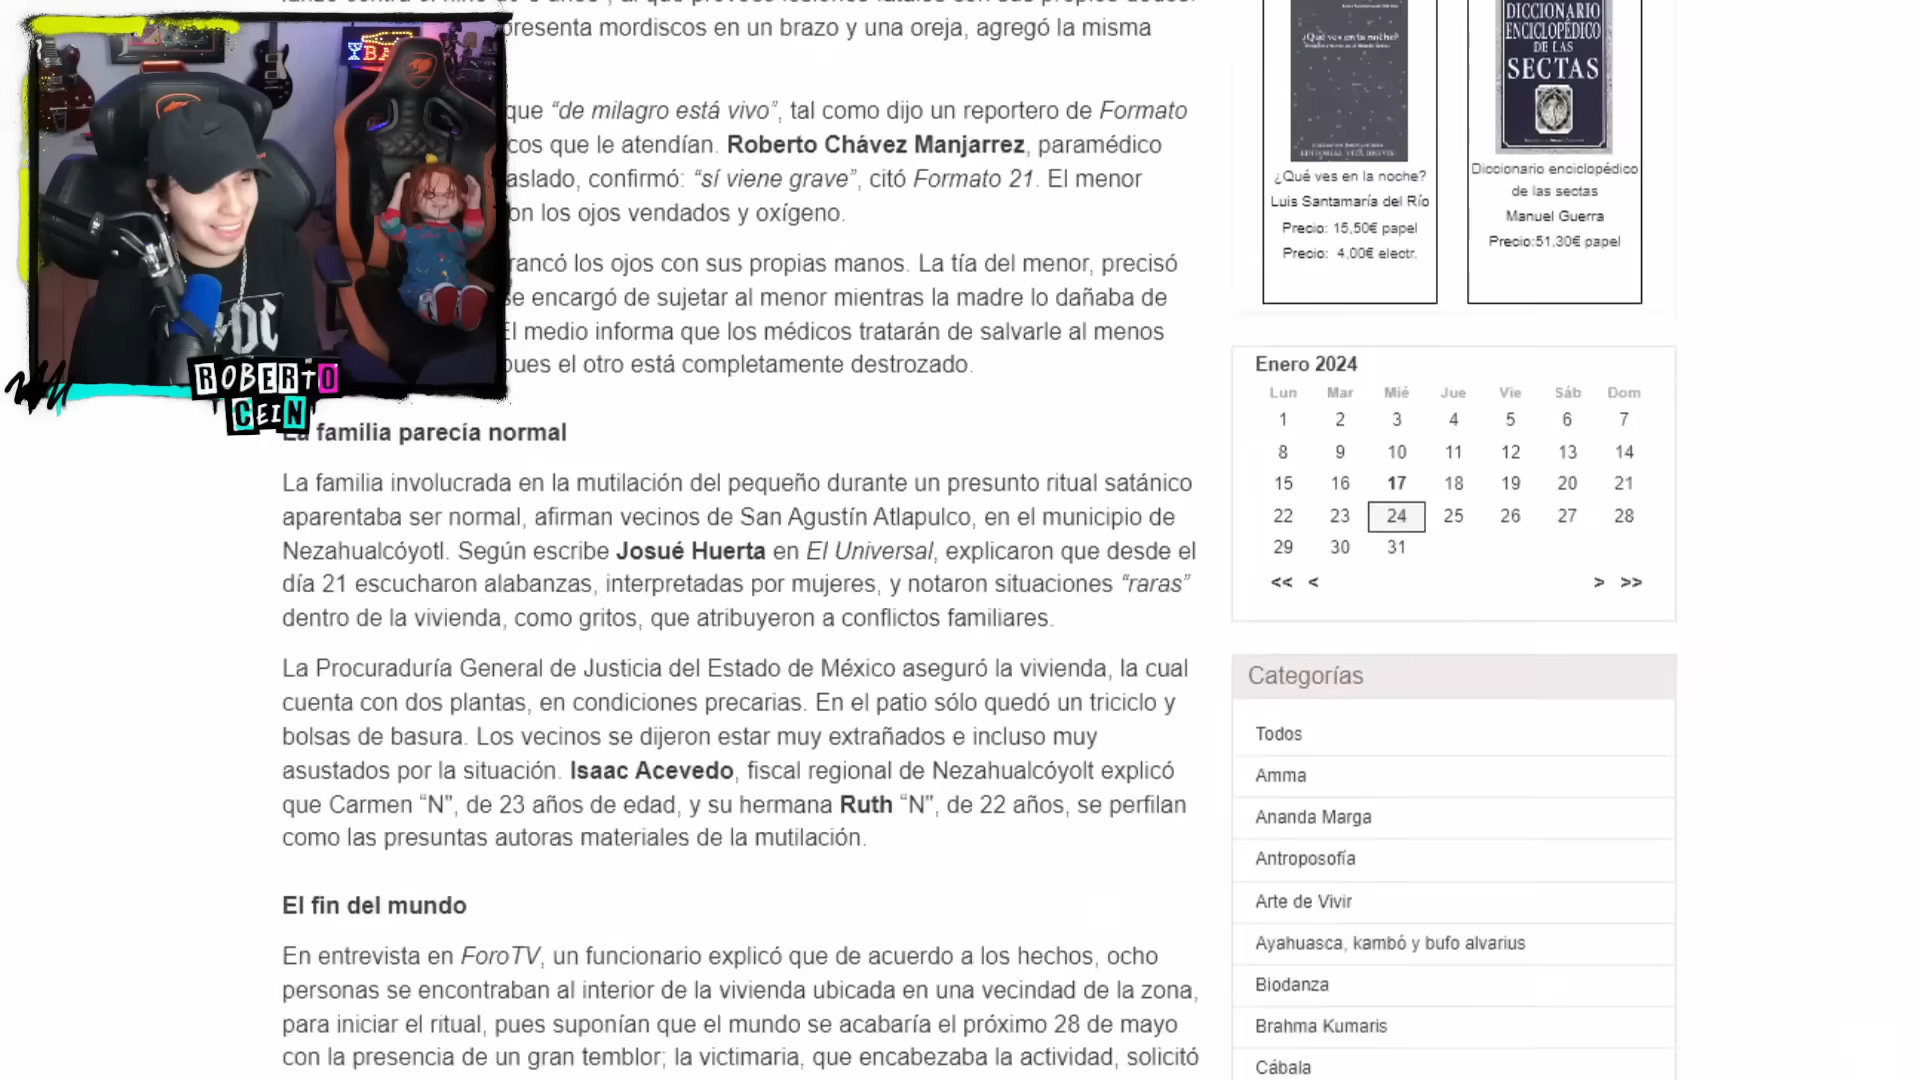 presenta mordiscos en un brazo y una oreja, agregó la misma
que “de milagro está vivo”, tal como dijo un reportero de Formato
cos que le atendían. Roberto Chávez Manjarrez, paramédico
aslado, confirmó: “sí viene grave”, citó Formato 21. El menor
on los ojos vendados y oxígeno.
rancó los ojos con sus propias manos. La tía del menor, precisó
se encargó de sujetar al menor mientras la madre lo dañaba de
El medio informa que los médicos tratarán de salvarle al menos
pues el otro está completamente destrozado.
ROBERTO
CEIN
La familia parecía normal
La familia involucrada en la mutilación del pequeño durante un presunto ritual satánico
aparentaba ser normal, afirman vecinos de San Agustín Atlapulco, en el municipio de
Nezahualcóyotl. Según escribe Josué Huerta en El Universal, explicaron que desde el
día 21 escucharon alabanzas, interpretadas por mujeres, y notaron situaciones “raras”
dentro de la vivienda, como gritos, que atribuyeron a conflictos familiares.
La Procuraduría General de Justicia del Estado de México aseguró la vivienda, la cual
cuenta con dos plantas, en condiciones precarias. En el patio sólo quedó un triciclo y
bolsas de basura. Los vecinos se dijeron estar muy extrañados e incluso muy
asustados por la situación. Isaac Acevedo, fiscal regional de Nezahualcóyolt explicó
que Carmen “N", de 23 años de edad, y su hermana Ruth “N", de 22 años, se perfilan
como las presuntas autoras materiales de la mutilación.
El fin del mundo
En entrevista en ForoTV, un funcionario explicó que de acuerdo a los hechos, ocho
personas se encontraban al interior de la vivienda ubicada en una vecindad de la zona,
para iniciar el ritual, pues suponían que el mundo se acabaría el próximo 28 de mayo
con la presencia de un gran temblor; la victimaria, que encabezaba la actividad, solicitó
¿Qué ves en la noche?
EDITORIAL
¿Qué ves en la noche?
Luis Santamaría del Río
Precio: 15,50€ papel
Precio: 4,00€ electr.
DICCIONARIO
ENCICLOPÉDICO
DE LAS
SECTAS
Diccionario enciclopédico
de las sectas
Manuel Guerra
Precio:51,30€ papel
Enero 2024
Lun Mar Mié Jue Vie Sáb Dom
1 2 3 4 5 6 7
8 9 10 11 12 13 14
15 16 17 18 19 20 21
22 23 24 25 26 27 28
29 30 31
<< < > >>
Categorías
Todos
Amma
Ananda Marga
Antroposofía
Arte de Vivir
Ayahuasca, kambó y bufo alvarius
Biodanza
Brahma Kumaris
Cábala